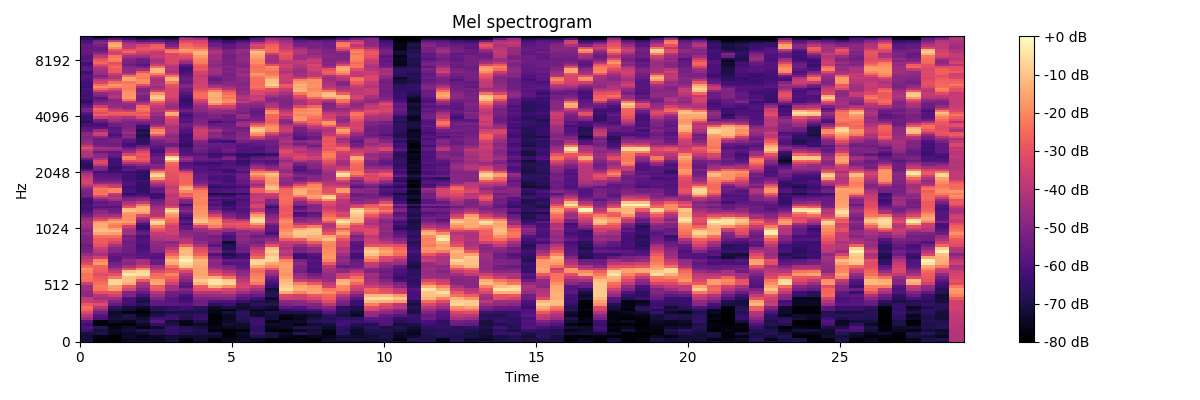 Mel spectrogram
Hz
8192
4096
2048
1024
512
0
0 5 10 15 20 25
Time
+0 dB
-10 dB
-20 dB
-30 dB
-40 dB
-50 dB
-60 dB
-70 dB
-80 dB